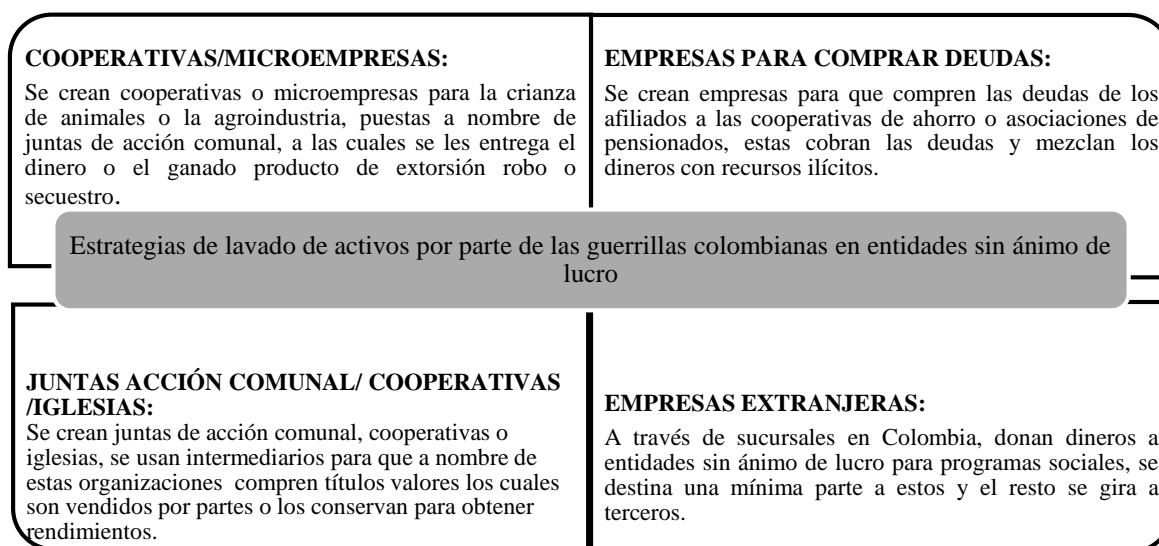 COOPERATIVAS/MICROEMPRESAS:
Se crean cooperativas o microempresas para la crianza
de animales o la agroindustria, puestas a nombre de
juntas de acción comunal, a las cuales se les entrega el
dinero o el ganado producto de extorsión robo o
secuestro.
EMPRESAS PARA COMPRAR DEUDAS:
Se crean empresas para que compren las deudas de los
afiliados a las cooperativas de ahorro o asociaciones de
pensionados, estas cobran las deudas y mezclan los
dineros con recursos ilícitos.
Estrategias de lavado de activos por parte de las guerrillas colombianas en entidades sin ánimo de
lucro
JUNTAS ACCIÓN COMUNAL/ COOPERATIVAS
/IGLESIAS:
Se crean juntas de acción comunal, cooperativas o
iglesias, se usan intermediarios para que a nombre de
estas organizaciones compren títulos valores los cuales
son vendidos por partes o los conservan para obtener
rendimientos.
EMPRESAS EXTRANJERAS:
A través de sucursales en Colombia, donan dineros a
entidades sin ánimo de lucro para programas sociales, se
destina una mínima parte a estos y el resto se gira a
terceros.